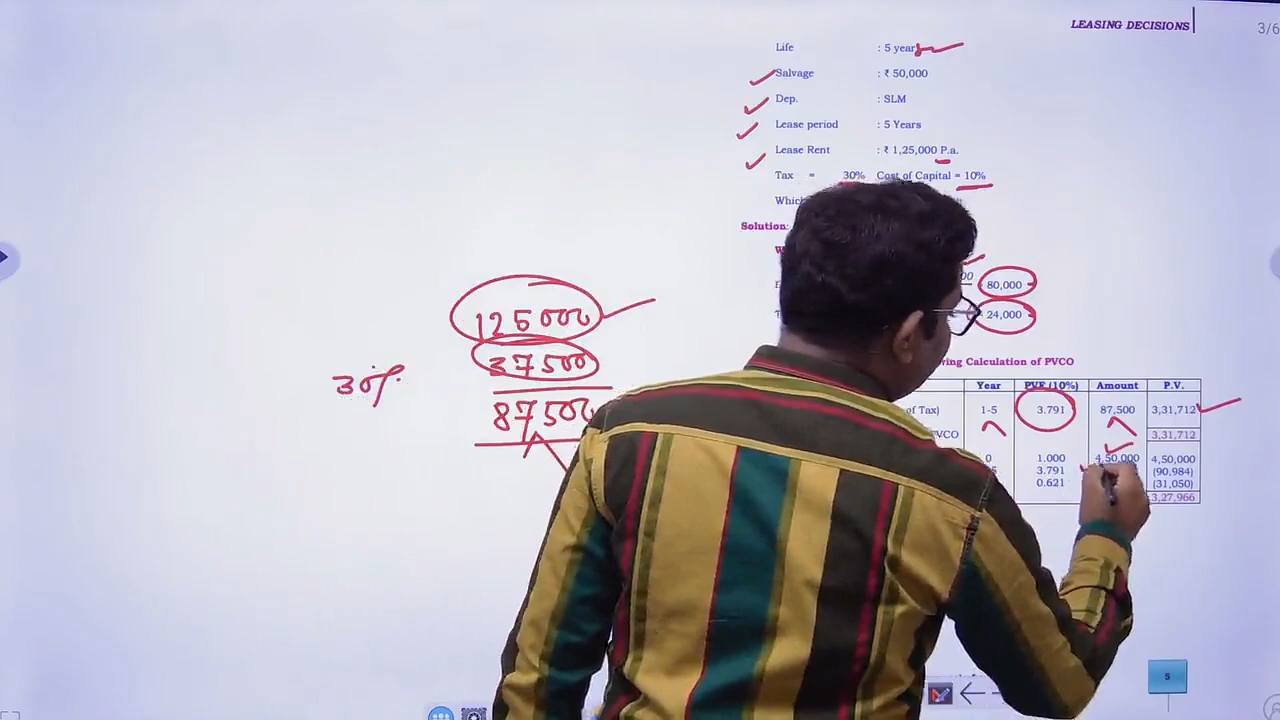 LEASING DECISIONS
3/6
Life : 5 years
Salvage : ₹ 50,000
Dep. : SLM
Lease period : 5 Years
Lease Rent : ₹ 1,25,000 P.a.
Tax = 30% Cost of Capital = 10%
Solution:
80,000
24,000
125000
37500
30%
87500
Calculation of PVCO
Year PVF (10%) Amount P.V.
of Tax) 1-5 3.791 87,500 3,31,712
PVCO 3,31,712
0 1.000 4,50,000 4,50,000
3.791 (90,984)
0.621 (31,050)
3,27,966
s